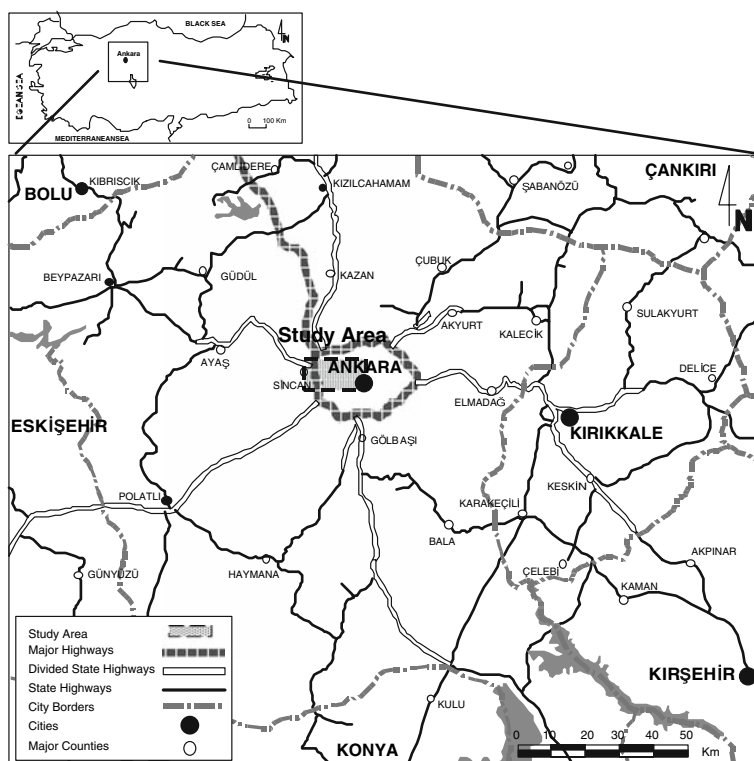 BLACK SEA
N
Ankara
EGEAN SEA
0 100 Km
MEDITERRANEANSEA
ÇAMLIDERE
ÇANKIRI
BOLU
KIBRISCIK
KIZILCAHAMAM
ŞABANÖZÜ
N
ÇUBUK
BEYPAZARI
GÜDÜL
KAZAN
AKYURT
KALECİK
SULAKYURT
Study Area
AYAŞ
ANKARA
SİNCAN
DELİCE
ELMADAĞ
ESKİŞEHİR
KIRIKKALE
GÖLBAŞI
POLATLI
KESKİN
KARAKEÇİLİ
BALA
AKPINAR
GÜNYÜZÜ
HAYMANA
ÇELEBİ
KAMAN
Study Area
Major Highways
Divided State Highways
State Highways
City Borders
Cities
Major Counties
KIRŞEHİR
KULU
KONYA
0 10 20 30 40 50
Km